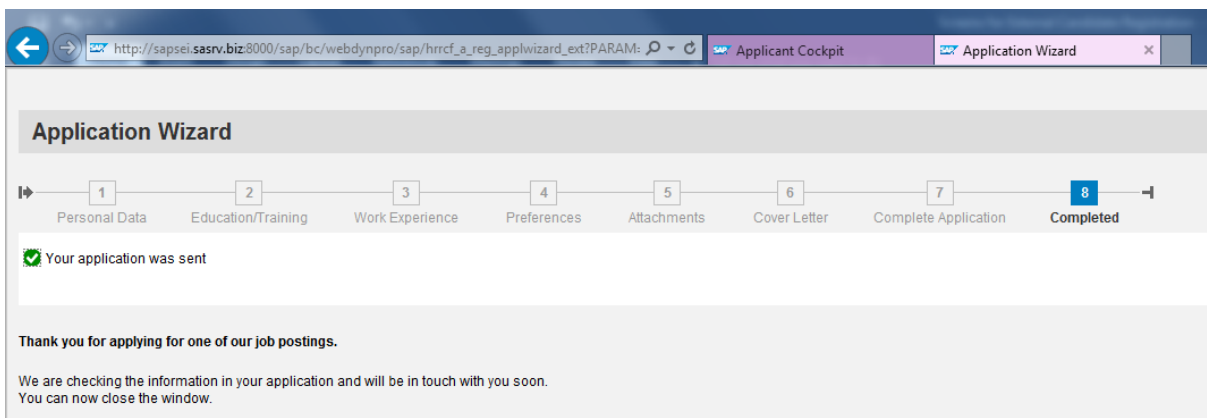 http://sapsei.sasrv.biz:8000/sap/bc/webdynpro/sap/hrrcf_a_reg_applwizard_ext?PARAM:
SAP Applicant Cockpit
SAP Application Wizard
Application Wizard
1 2 3 4 5 6 7 8
Personal Data Education/Training Work Experience Preferences Attachments Cover Letter Complete Application Completed
Your application was sent
Thank you for applying for one of our job postings.
We are checking the information in your application and will be in touch with you soon.
You can now close the window.